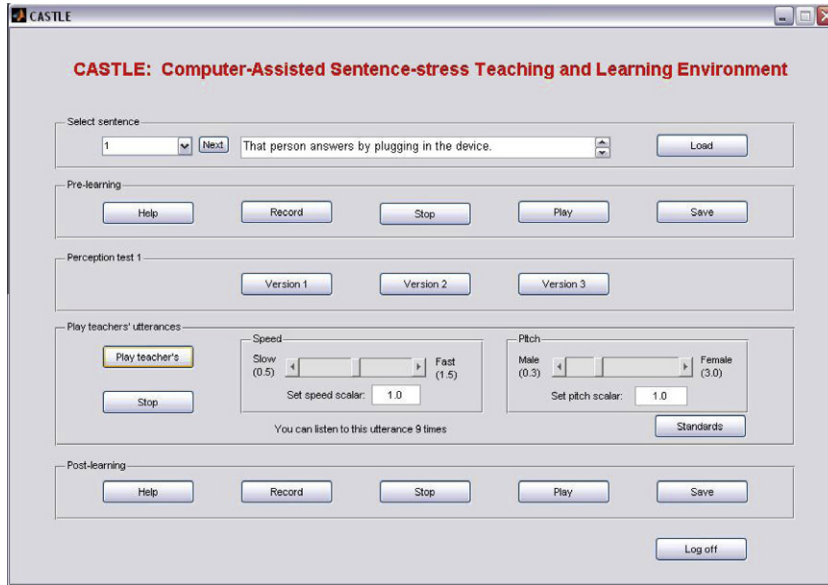 CASTLE
CASTLE: Computer-Assisted Sentence-stress Teaching and Learning Environment
Select sentence
1 Next That person answers by plugging in the device. Load
Pre-learning
Help Record Stop Play Save
Perception test 1
Version 1 Version 2 Version 3
Play teachers' utterances
Play teacher's
Stop
Speed
Slow Fast
(0.5) (1.5)
Set speed scalar: 1.0
Pitch
Male Female
(0.3) (3.0)
Set pitch scalar: 1.0
You can listen to this utterance 9 times
Standards
Post-learning
Help Record Stop Play Save
Log off